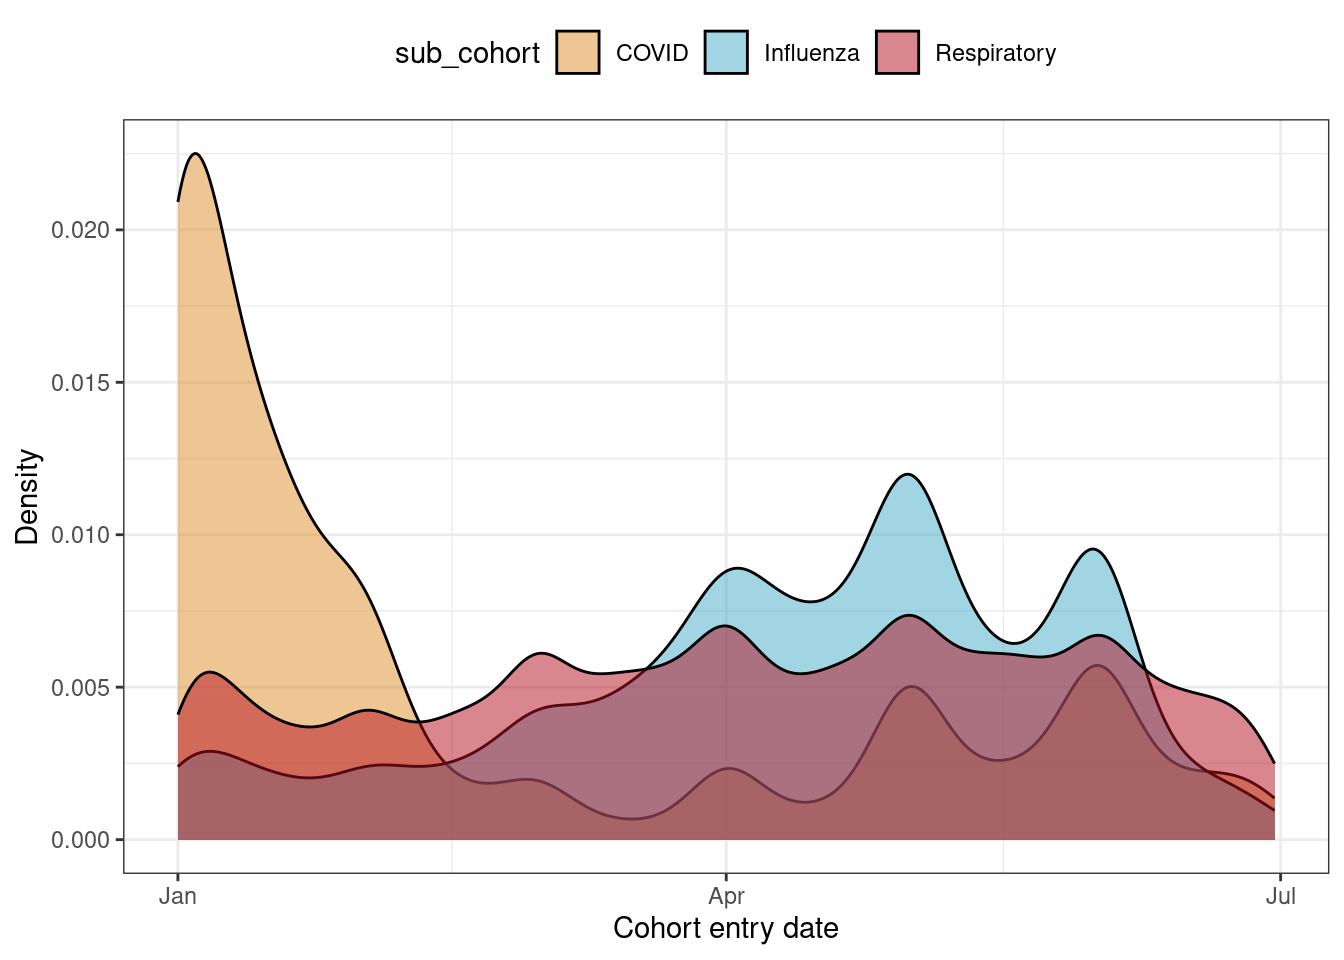 sub_cohort COVID Influenza Respiratory
0.020
0.015
0.010
0.005
0.000
Density
Jan Apr Jul
Cohort entry date